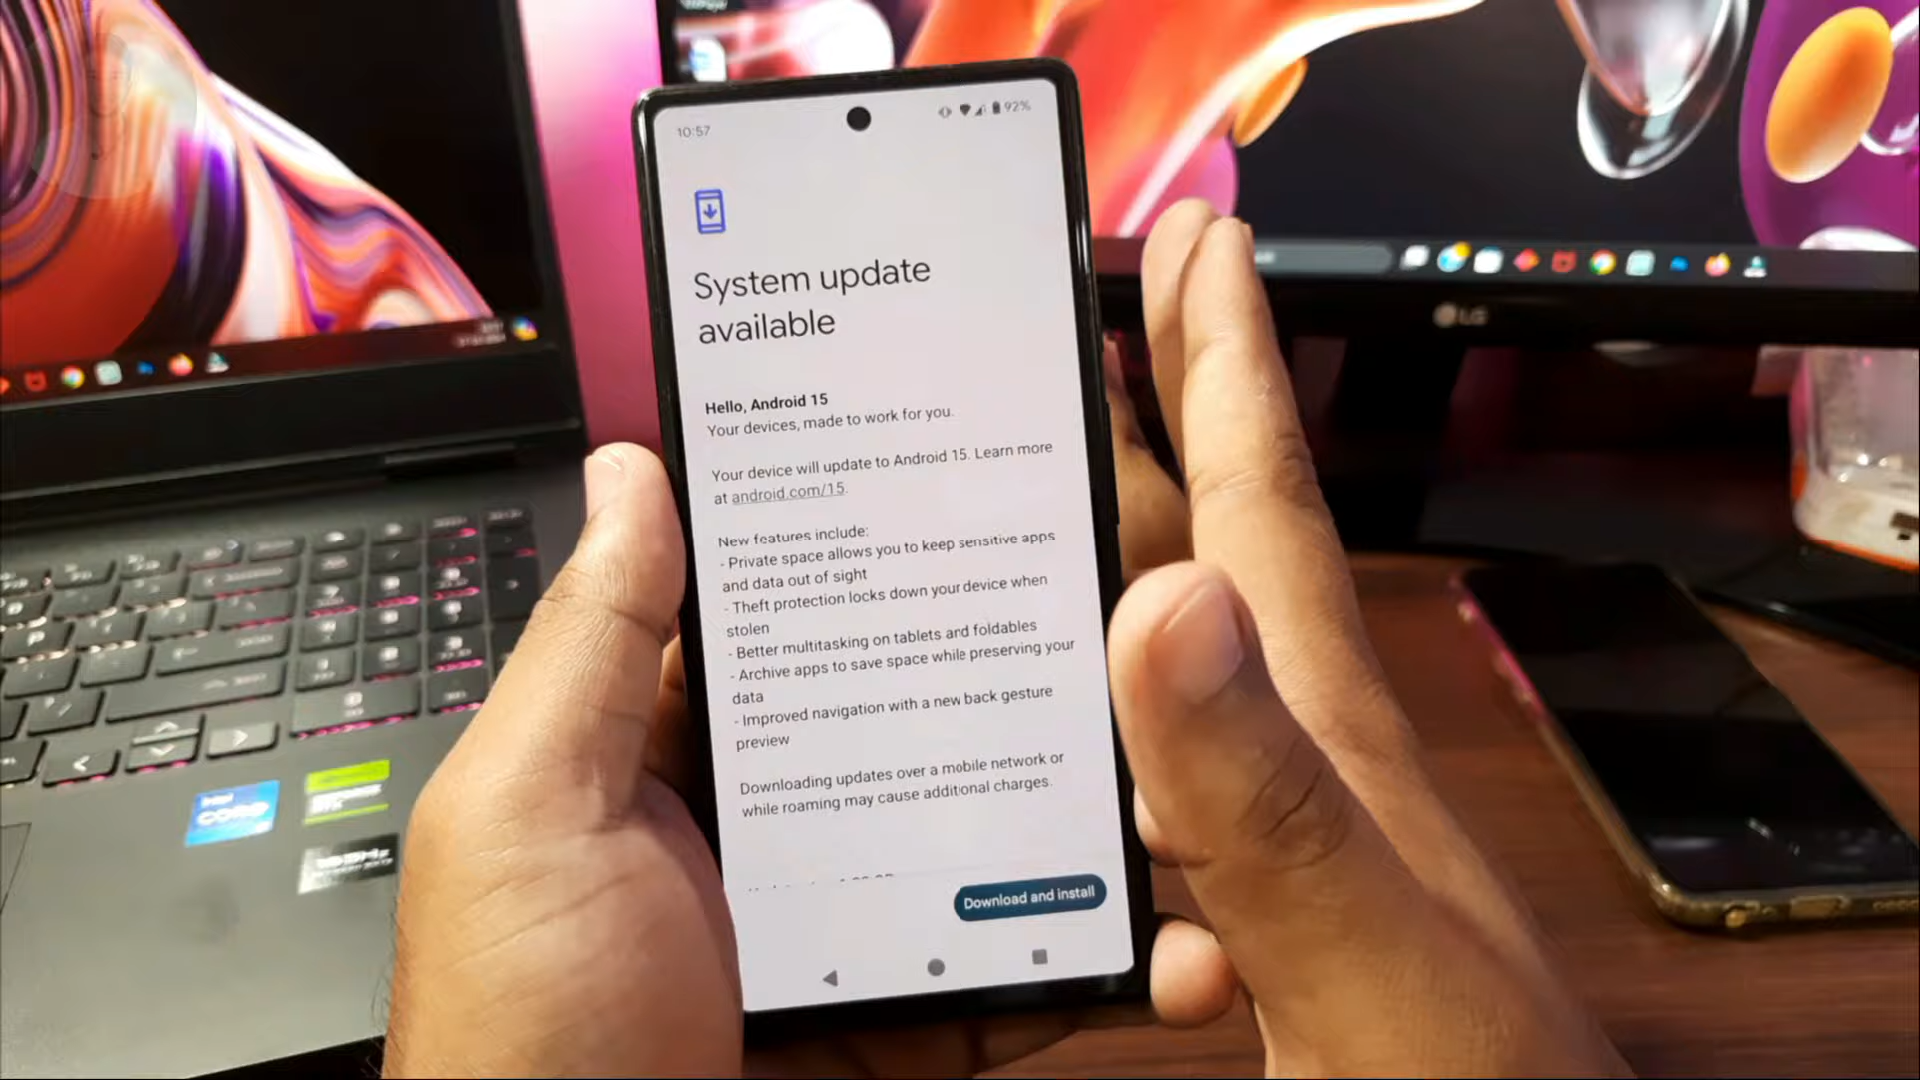 10:57
92%
System update
available
Hello, Android 15
Your devices, made to work for you.
Your device will update to Android 15. Learn more
at android.com/15.
New features include:
- Private space allows you to keep sensitive apps
and data out of sight
- Theft protection locks down your device when
stolen
- Better multitasking on tablets and foldables
- Archive apps to save space while preserving your
data
- Improved navigation with a new back gesture
preview
Downloading updates over a mobile network or
while roaming may cause additional charges.
Download and install
LG
intel
CORE